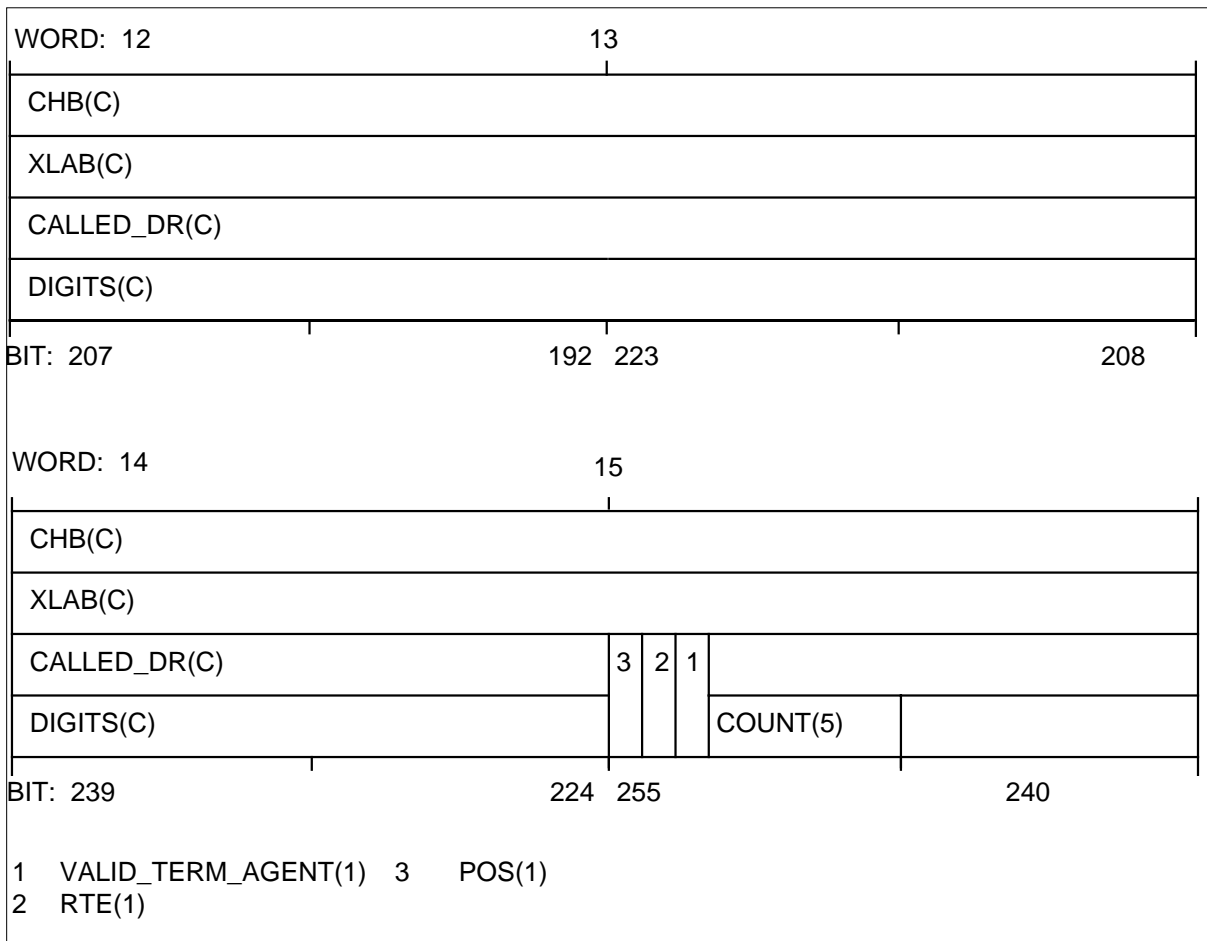 WORD: 12 13
CHB(C)
XLAB(C)
CALLED_DR(C)
DIGITS(C)
BIT: 207 192 223 208
WORD: 14 15
CHB(C)
XLAB(C)
CALLED_DR(C) 3 2 1
DIGITS(C) COUNT(5)
BIT: 239 224 255 240
1 VALID_TERM_AGENT(1) 3 POS(1)
2 RTE(1)